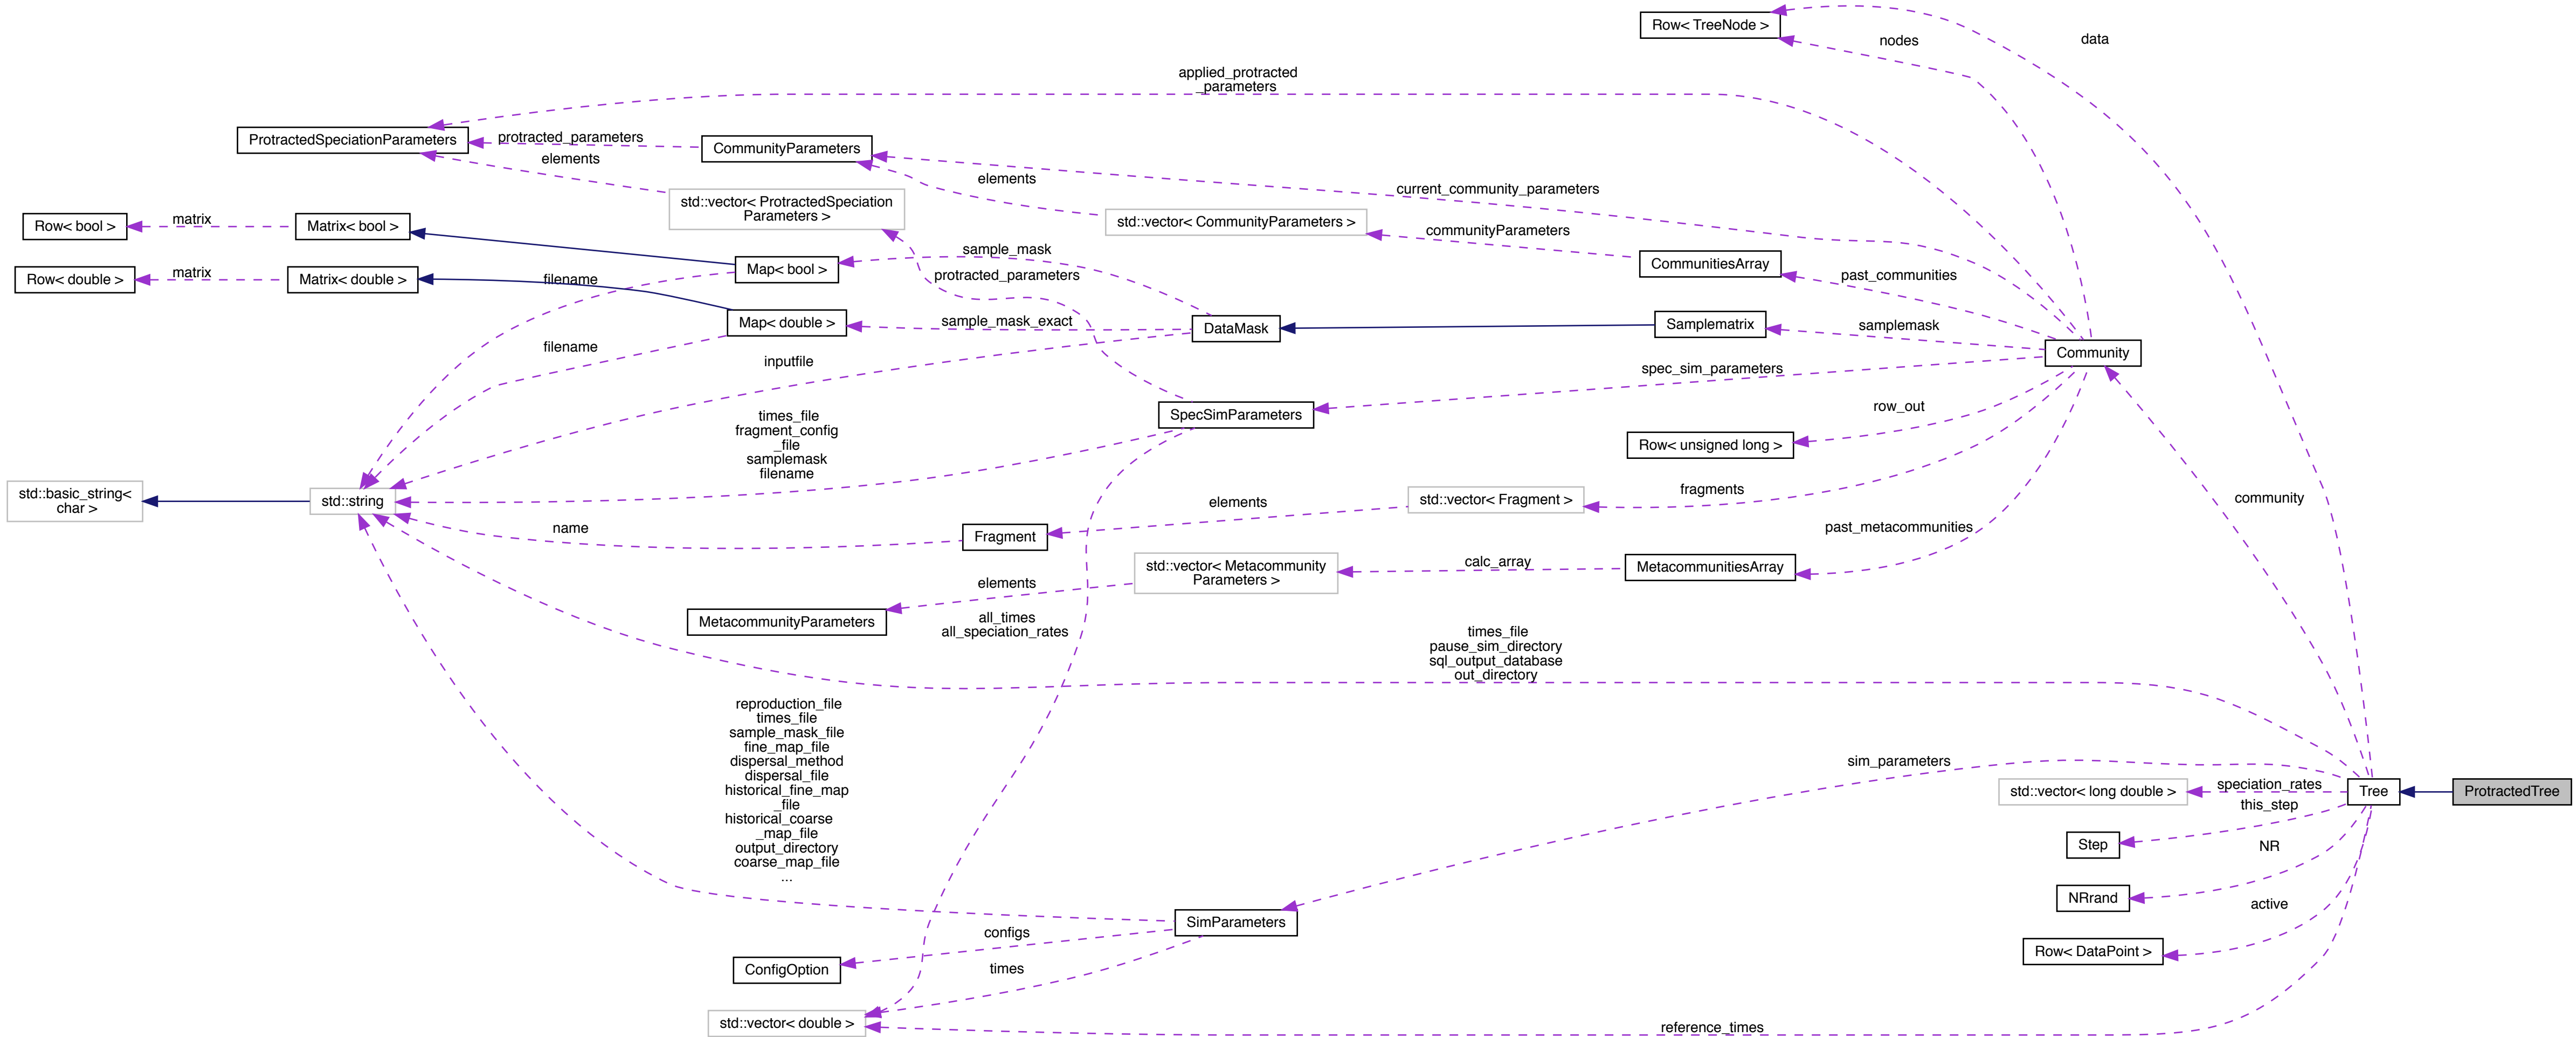 Row< TreeNode >
data
nodes
applied_protracted
_parameters
ProtractedSpeciationParameters
protracted_parameters
CommunityParameters
elements
elements
current_community_parameters
std::vector< ProtractedSpeciation
Parameters >
Row< bool >
matrix
Matrix< bool >
std::vector< CommunityParameters >
communityParameters
sample_mask
CommunitiesArray
past_communities
Map< bool >
protracted_parameters
Row< double >
matrix
Matrix< double >
filename
Map< double >
sample_mask_exact
DataMask
Samplematrix
samplemask
filename
inputfile
Community
spec_sim_parameters
times_file
fragment_config
_file
samplemask
filename
SpecSimParameters
row_out
Row< unsigned long >
std::basic_string<
char >
std::string
elements
std::vector< Fragment >
fragments
community
name
Fragment
past_metacommunities
std::vector< Metacommunity
Parameters >
calc_array
MetacommunitiesArray
elements
MetacommunityParameters
all_times
all_speciation_rates
times_file
pause_sim_directory
sql_output_database
out_directory
reproduction_file
times_file
sample_mask_file
fine_map_file
dispersal_method
dispersal_file
historical_fine_map
_file
historical_coarse
_map_file
output_directory
coarse_map_file
...
sim_parameters
std::vector< long double >
speciation_rates
Tree
ProtractedTree
this_step
Step
NR
NRrand
active
SimParameters
configs
Row< DataPoint >
ConfigOption
times
std::vector< double >
reference_times